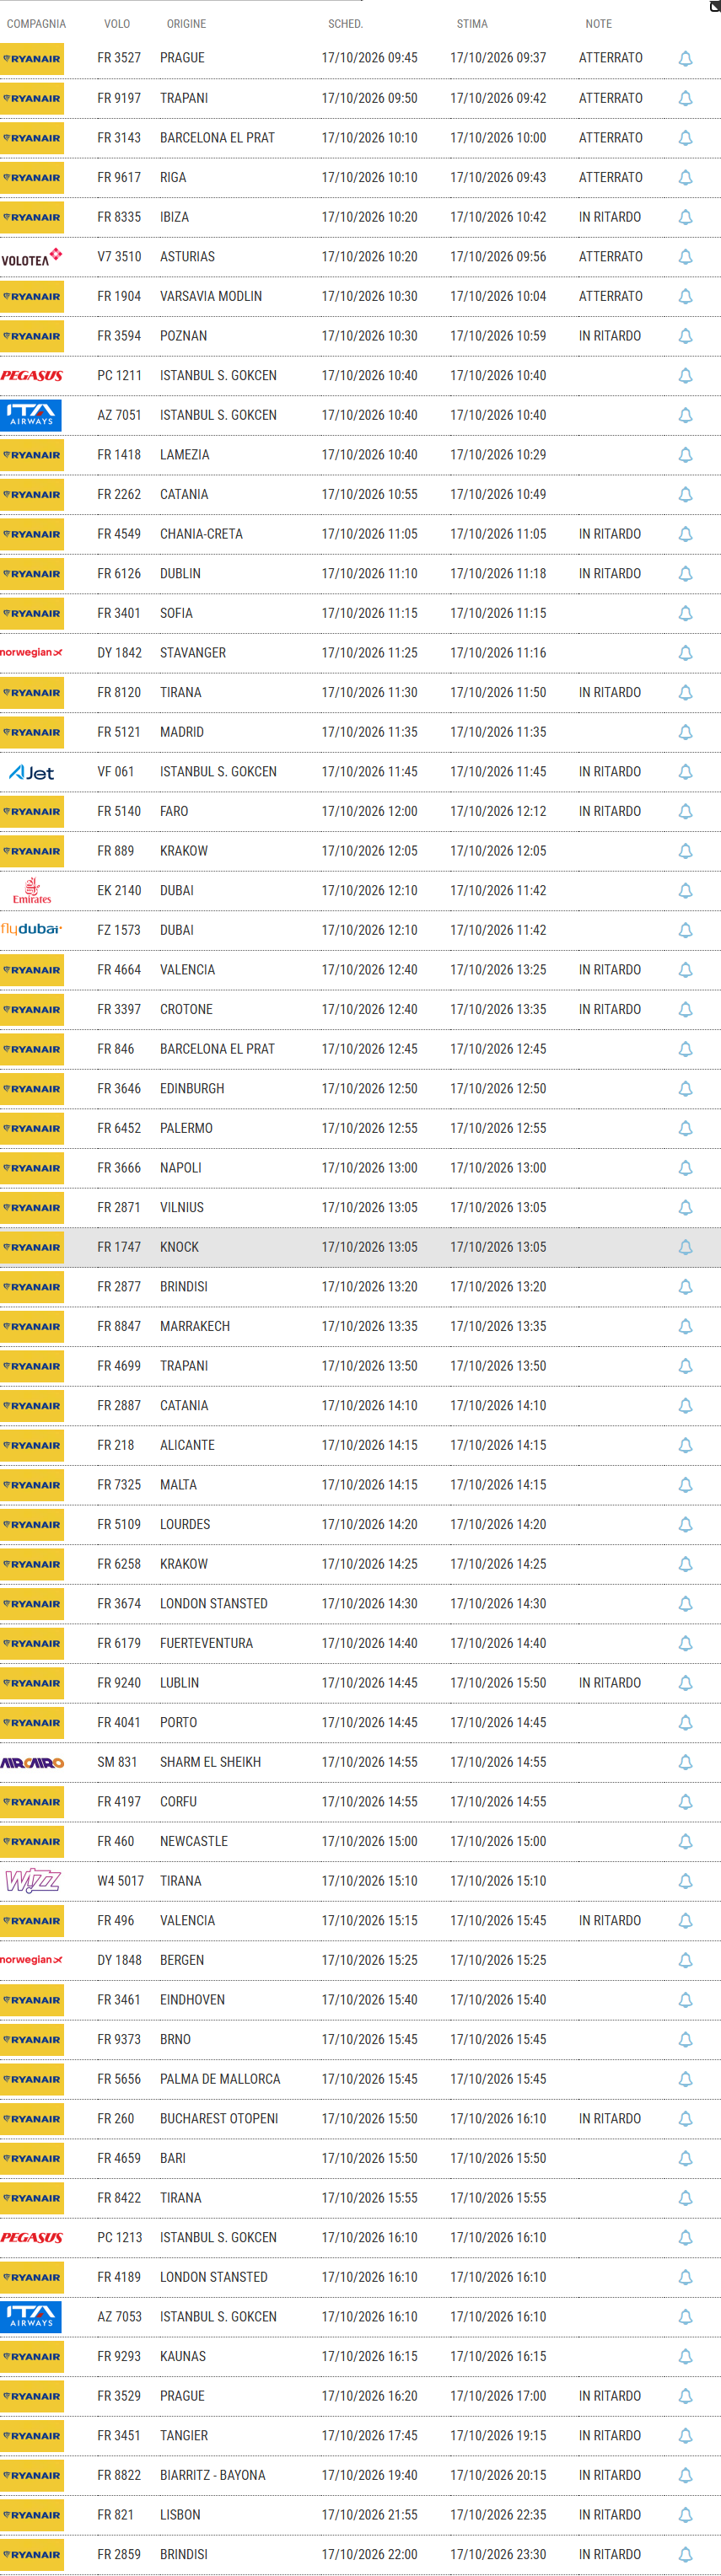 COMPAGNIA VOLO ORIGINE SCHED. STIMA NOTE
RYANAIR FR 3527 PRAGUE 17/10/2026 09:45 17/10/2026 09:37 ATTERRATO
RYANAIR FR 9197 TRAPANI 17/10/2026 09:50 17/10/2026 09:42 ATTERRATO
RYANAIR FR 3143 BARCELONA EL PRAT 17/10/2026 10:10 17/10/2026 10:00 ATTERRATO
RYANAIR FR 9617 RIGA 17/10/2026 10:10 17/10/2026 09:43 ATTERRATO
RYANAIR FR 8335 IBIZA 17/10/2026 10:20 17/10/2026 10:42 IN RITARDO
VOLOTEA V7 3510 ASTURIAS 17/10/2026 10:20 17/10/2026 09:56 ATTERRATO
RYANAIR FR 1904 VARSAVIA MODLIN 17/10/2026 10:30 17/10/2026 10:04 ATTERRATO
RYANAIR FR 3594 POZNAN 17/10/2026 10:30 17/10/2026 10:59 IN RITARDO
PEGASUS PC 1211 ISTANBUL S. GOKCEN 17/10/2026 10:40 17/10/2026 10:40
ITA AIRWAYS AZ 7051 ISTANBUL S. GOKCEN 17/10/2026 10:40 17/10/2026 10:40
RYANAIR FR 1418 LAMEZIA 17/10/2026 10:40 17/10/2026 10:29
RYANAIR FR 2262 CATANIA 17/10/2026 10:55 17/10/2026 10:49
RYANAIR FR 4549 CHANIA-CRETA 17/10/2026 11:05 17/10/2026 11:05 IN RITARDO
RYANAIR FR 6126 DUBLIN 17/10/2026 11:10 17/10/2026 11:18 IN RITARDO
RYANAIR FR 3401 SOFIA 17/10/2026 11:15 17/10/2026 11:15
norwegian DY 1842 STAVANGER 17/10/2026 11:25 17/10/2026 11:16
RYANAIR FR 8120 TIRANA 17/10/2026 11:30 17/10/2026 11:50 IN RITARDO
RYANAIR FR 5121 MADRID 17/10/2026 11:35 17/10/2026 11:35
AJet VF 061 ISTANBUL S. GOKCEN 17/10/2026 11:45 17/10/2026 11:45 IN RITARDO
RYANAIR FR 5140 FARO 17/10/2026 12:00 17/10/2026 12:12 IN RITARDO
RYANAIR FR 889 KRAKOW 17/10/2026 12:05 17/10/2026 12:05
Emirates EK 2140 DUBAI 17/10/2026 12:10 17/10/2026 11:42
flydubai FZ 1573 DUBAI 17/10/2026 12:10 17/10/2026 11:42
RYANAIR FR 4664 VALENCIA 17/10/2026 12:40 17/10/2026 13:25 IN RITARDO
RYANAIR FR 3397 CROTONE 17/10/2026 12:40 17/10/2026 13:35 IN RITARDO
RYANAIR FR 846 BARCELONA EL PRAT 17/10/2026 12:45 17/10/2026 12:45
RYANAIR FR 3646 EDINBURGH 17/10/2026 12:50 17/10/2026 12:50
RYANAIR FR 6452 PALERMO 17/10/2026 12:55 17/10/2026 12:55
RYANAIR FR 3666 NAPOLI 17/10/2026 13:00 17/10/2026 13:00
RYANAIR FR 2871 VILNIUS 17/10/2026 13:05 17/10/2026 13:05
RYANAIR FR 1747 KNOCK 17/10/2026 13:05 17/10/2026 13:05
RYANAIR FR 2877 BRINDISI 17/10/2026 13:20 17/10/2026 13:20
RYANAIR FR 8847 MARRAKECH 17/10/2026 13:35 17/10/2026 13:35
RYANAIR FR 4699 TRAPANI 17/10/2026 13:50 17/10/2026 13:50
RYANAIR FR 2887 CATANIA 17/10/2026 14:10 17/10/2026 14:10
RYANAIR FR 218 ALICANTE 17/10/2026 14:15 17/10/2026 14:15
RYANAIR FR 7325 MALTA 17/10/2026 14:15 17/10/2026 14:15
RYANAIR FR 5109 LOURDES 17/10/2026 14:20 17/10/2026 14:20
RYANAIR FR 6258 KRAKOW 17/10/2026 14:25 17/10/2026 14:25
RYANAIR FR 3674 LONDON STANSTED 17/10/2026 14:30 17/10/2026 14:30
RYANAIR FR 6179 FUERTEVENTURA 17/10/2026 14:40 17/10/2026 14:40
RYANAIR FR 9240 LUBLIN 17/10/2026 14:45 17/10/2026 15:50 IN RITARDO
RYANAIR FR 4041 PORTO 17/10/2026 14:45 17/10/2026 14:45
AIRCAIRO SM 831 SHARM EL SHEIKH 17/10/2026 14:55 17/10/2026 14:55
RYANAIR FR 4197 CORFU 17/10/2026 14:55 17/10/2026 14:55
RYANAIR FR 460 NEWCASTLE 17/10/2026 15:00 17/10/2026 15:00
WIZZ W4 5017 TIRANA 17/10/2026 15:10 17/10/2026 15:10
RYANAIR FR 496 VALENCIA 17/10/2026 15:15 17/10/2026 15:45 IN RITARDO
norwegian DY 1848 BERGEN 17/10/2026 15:25 17/10/2026 15:25
RYANAIR FR 3461 EINDHOVEN 17/10/2026 15:40 17/10/2026 15:40
RYANAIR FR 9373 BRNO 17/10/2026 15:45 17/10/2026 15:45
RYANAIR FR 5656 PALMA DE MALLORCA 17/10/2026 15:45 17/10/2026 15:45
RYANAIR FR 260 BUCHAREST OTOPENI 17/10/2026 15:50 17/10/2026 16:10 IN RITARDO
RYANAIR FR 4659 BARI 17/10/2026 15:50 17/10/2026 15:50
RYANAIR FR 8422 TIRANA 17/10/2026 15:55 17/10/2026 15:55
PEGASUS PC 1213 ISTANBUL S. GOKCEN 17/10/2026 16:10 17/10/2026 16:10
RYANAIR FR 4189 LONDON STANSTED 17/10/2026 16:10 17/10/2026 16:10
ITA AIRWAYS AZ 7053 ISTANBUL S. GOKCEN 17/10/2026 16:10 17/10/2026 16:10
RYANAIR FR 9293 KAUNAS 17/10/2026 16:15 17/10/2026 16:15
RYANAIR FR 3529 PRAGUE 17/10/2026 16:20 17/10/2026 17:00 IN RITARDO
RYANAIR FR 3451 TANGIER 17/10/2026 17:45 17/10/2026 19:15 IN RITARDO
RYANAIR FR 8822 BIARRITZ - BAYONA 17/10/2026 19:40 17/10/2026 20:15 IN RITARDO
RYANAIR FR 821 LISBON 17/10/2026 21:55 17/10/2026 22:35 IN RITARDO
RYANAIR FR 2859 BRINDISI 17/10/2026 22:00 17/10/2026 23:30 IN RITARDO